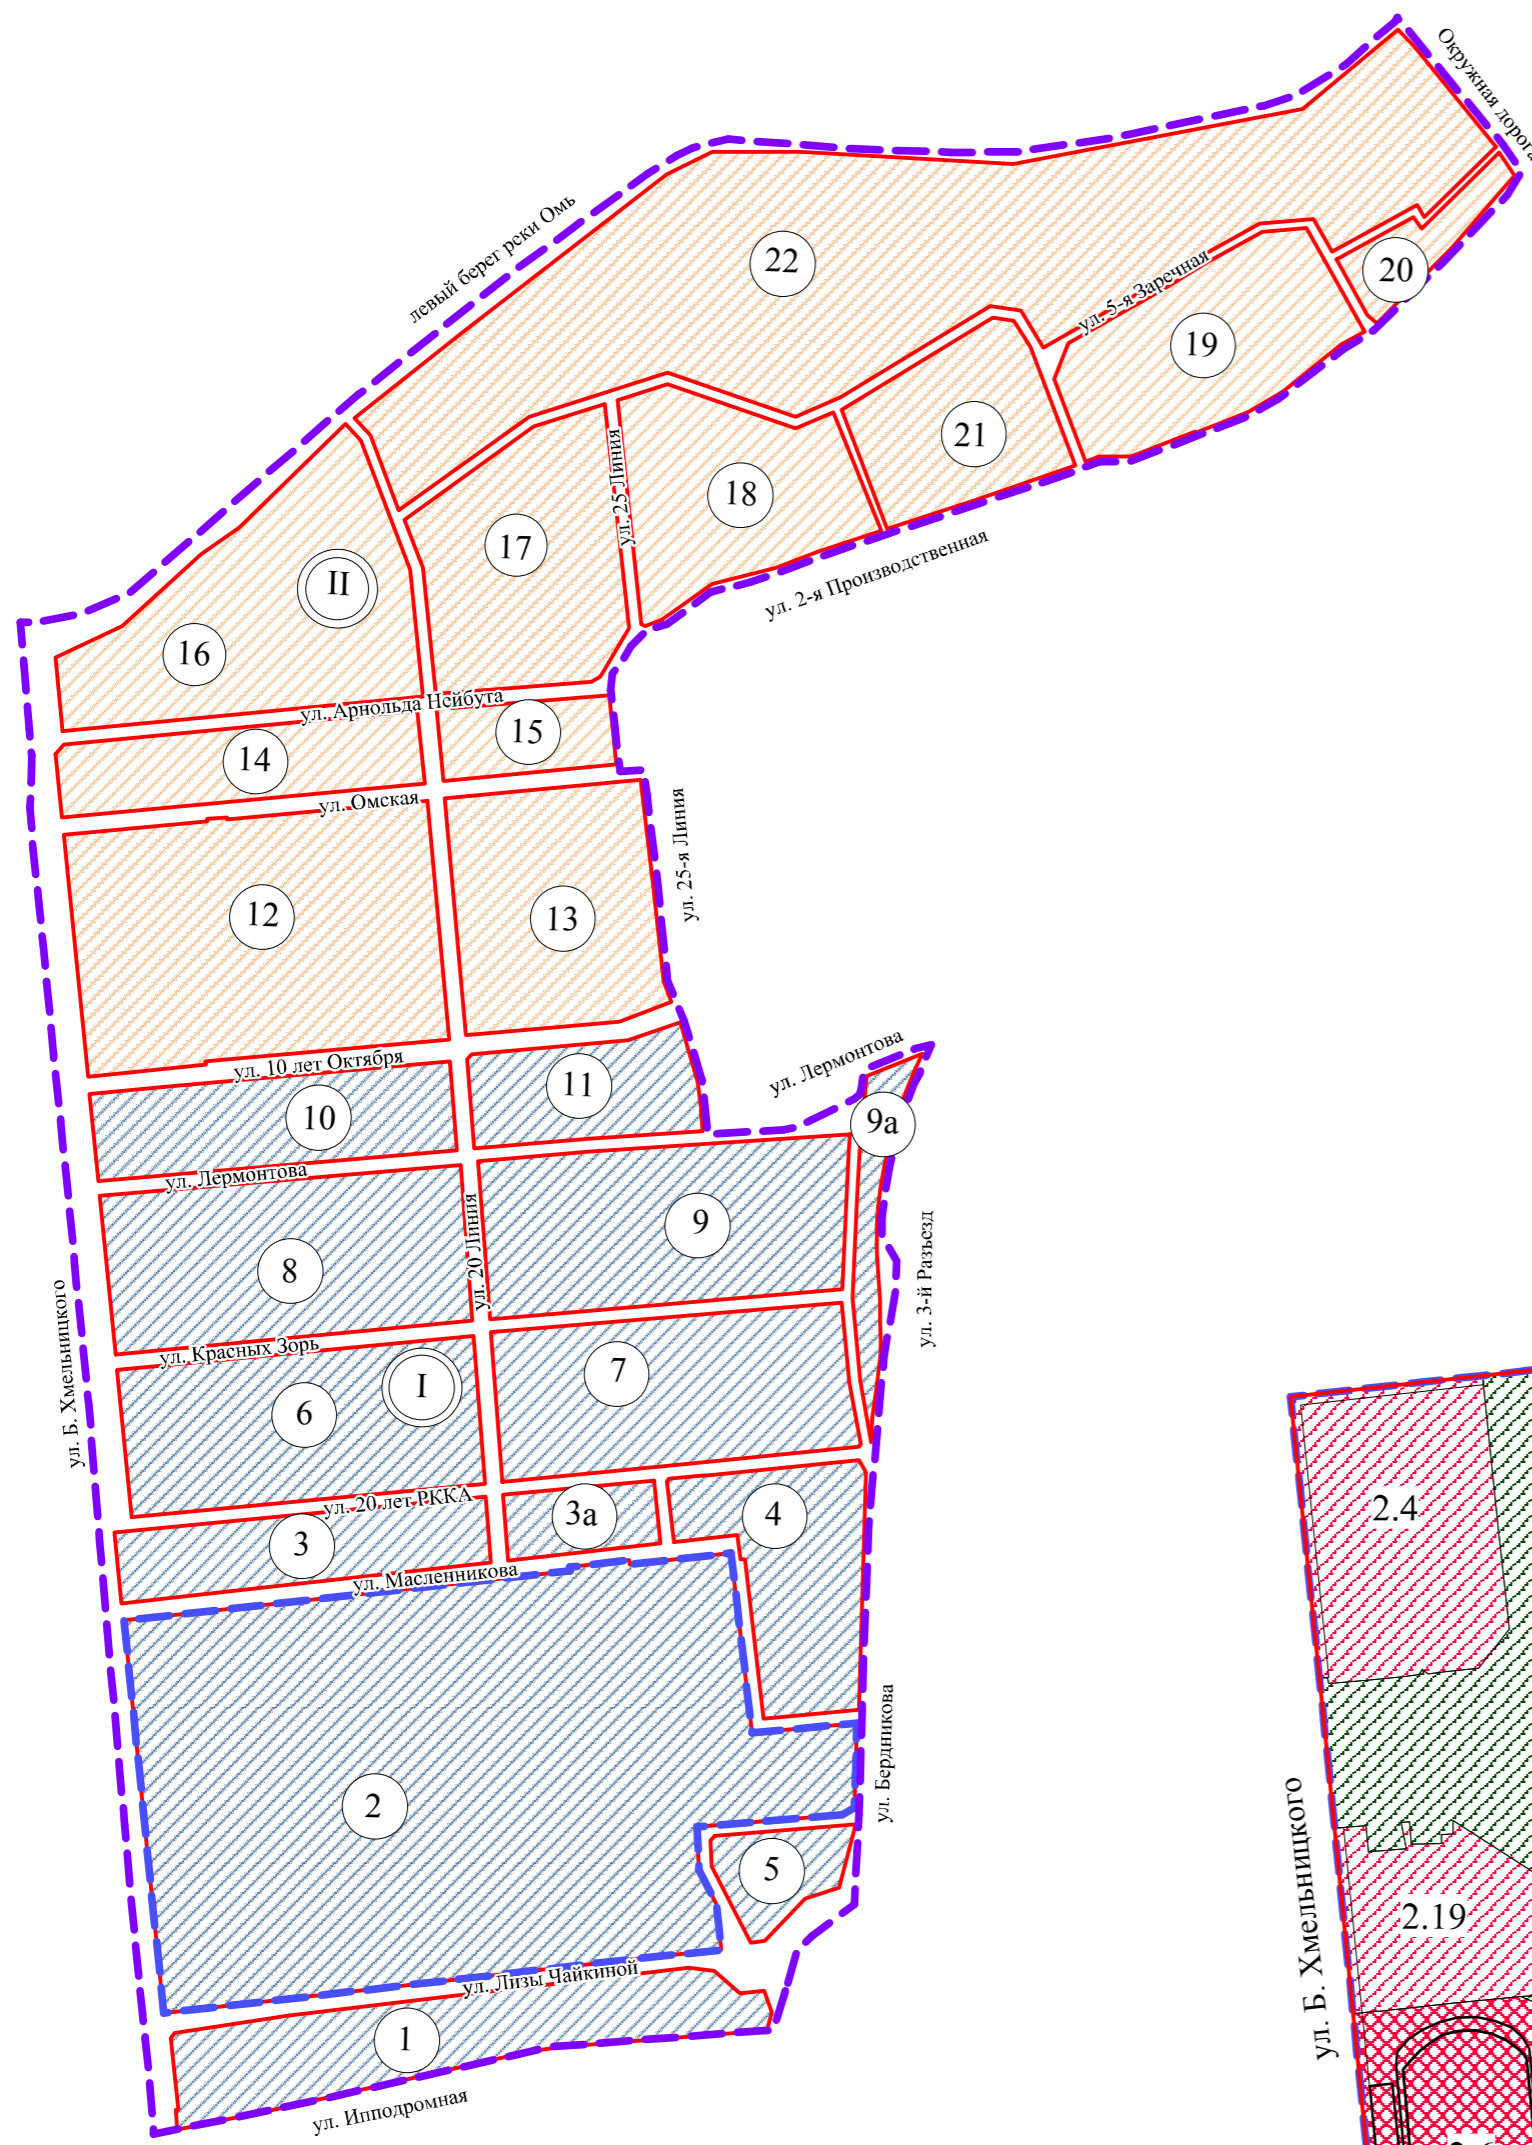 Окружная дорога
левый берег реки Омь
22
20
ул. 5-я Заречная
19
21
18
ул. 25 Линия
17
ул. 2-я Производственная
II
16
ул. Арнольда Нейбута
15
14
ул. Омская
ул. 25-я Линия
12
13
ул. Лермонтова
ул. 10 лет Октября
11
10
9а
ул. Лермонтова
9
ул. 20 Линия
8
ул. 3-й Разъезд
ул. Б. Хмельницкого
ул. Красных Зорь
7
I
6
ул. 20 лет РККА
3а
4
3
2.4
ул. Масленникова
ул. Бердникова
2
5
ул. Б. Хмельницкого
2.19
ул. Лизы Чайкиной
1
ул. Ипподромная